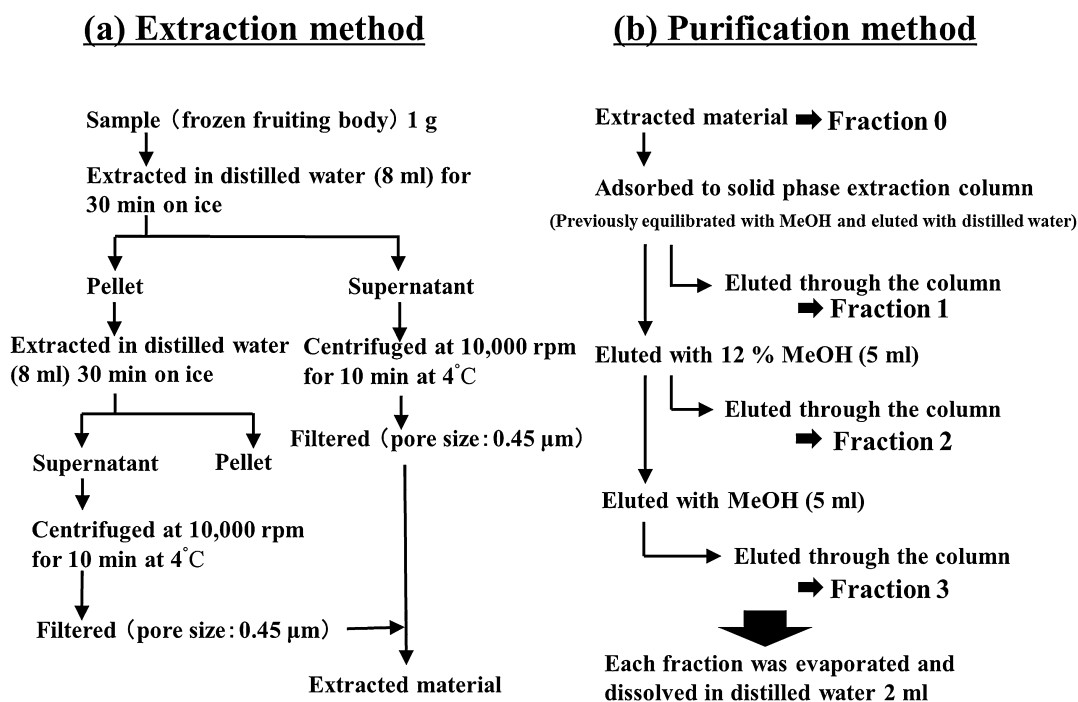 (a) Extraction method
Sample（frozen fruiting body）1 g
Extracted in distilled water (8 ml) for
30 min on ice
Pellet
Supernatant
Extracted in distilled water
(8 ml) 30 min on ice
Centrifuged at 10,000 rpm
for 10 min at 4°C
Filtered（pore size：0.45 μm）
Supernatant
Pellet
Centrifuged at 10,000 rpm
for 10 min at 4°C
Filtered（pore size：0.45 μm）
Extracted material
(b) Purification method
Extracted material
Fraction 0
Adsorbed to solid phase extraction column
(Previously equilibrated with MeOH and eluted with distilled water)
Eluted through the column
Fraction 1
Eluted with 12 % MeOH (5 ml)
Eluted through the column
Fraction 2
Eluted with MeOH (5 ml)
Eluted through the column
Fraction 3
Each fraction was evaporated and
dissolved in distilled water 2 ml